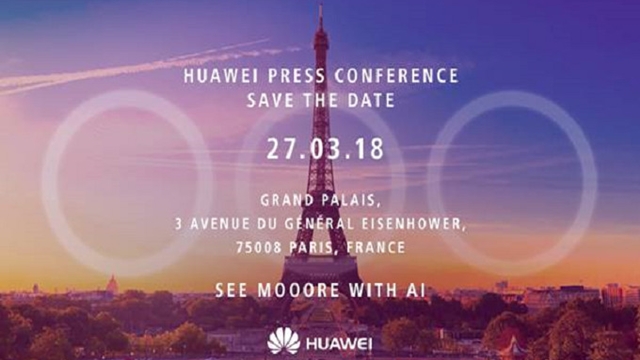 HUAWEI PRESS CONFERENCE
SAVE THE DATE
27.03.18
GRAND PALAIS,
3 AVENUE DU GÉNÉRAL EISENHOWER,
75008 PARIS, FRANCE
SEE MOOORE WITH AI
HUAWEI